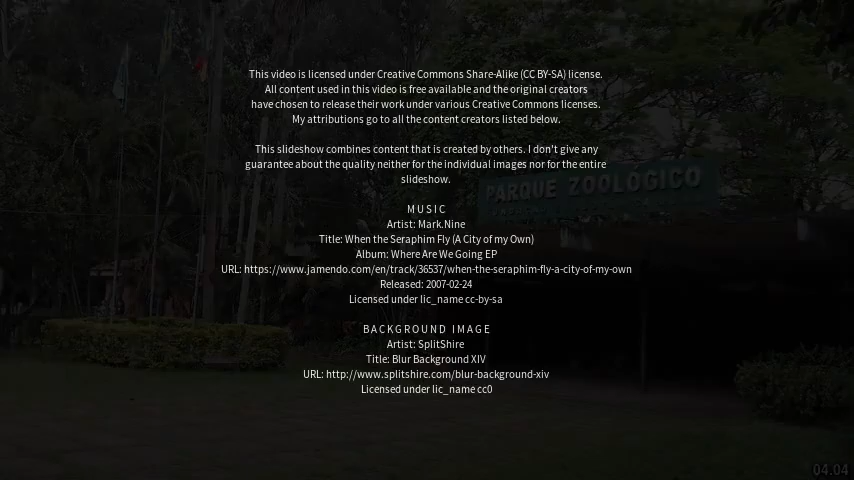 This video is licensed under Creative Commons Share-Alike (CC BY-SA) license.
All content used in this video is free available and the original creators
have chosen to release their work under various Creative Commons licenses.
My attributions go to all the content creators listed below.
This slideshow combines content that is created by others. I don't give any
guarantee about the quality neither for the individual images nor for the entire
slideshow.
PARQUE ZOOLÓGICO
MUSIC
Artist: Mark.Nine
Title: When the Seraphim Fly (A City of my Own)
Album: Where Are We Going EP
URL: https://www.jamendo.com/en/track/36537/when-the-seraphim-fly-a-city-of-my-own
Released: 2007-02-24
Licensed under lic_name cc-by-sa
BACKGROUND IMAGE
Artist: SplitShire
Title: Blur Background XIV
URL: http://www.splitshire.com/blur-background-xiv
Licensed under lic_name cc0
04.04